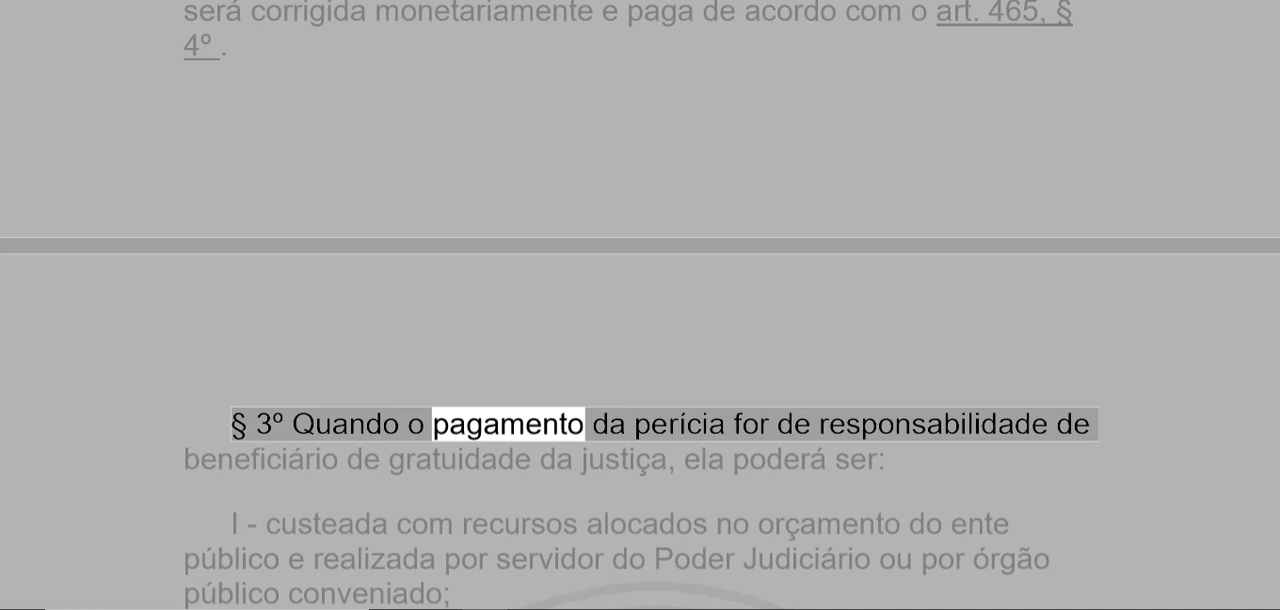 será corrigida monetariamente e paga de acordo com o art. 465, §
4º .
§ 3º Quando o pagamento da perícia for de responsabilidade de
beneficiário de gratuidade da justiça, ela poderá ser:
I - custeada com recursos alocados no orçamento do ente
público e realizada por servidor do Poder Judiciário ou por órgão
público conveniado;